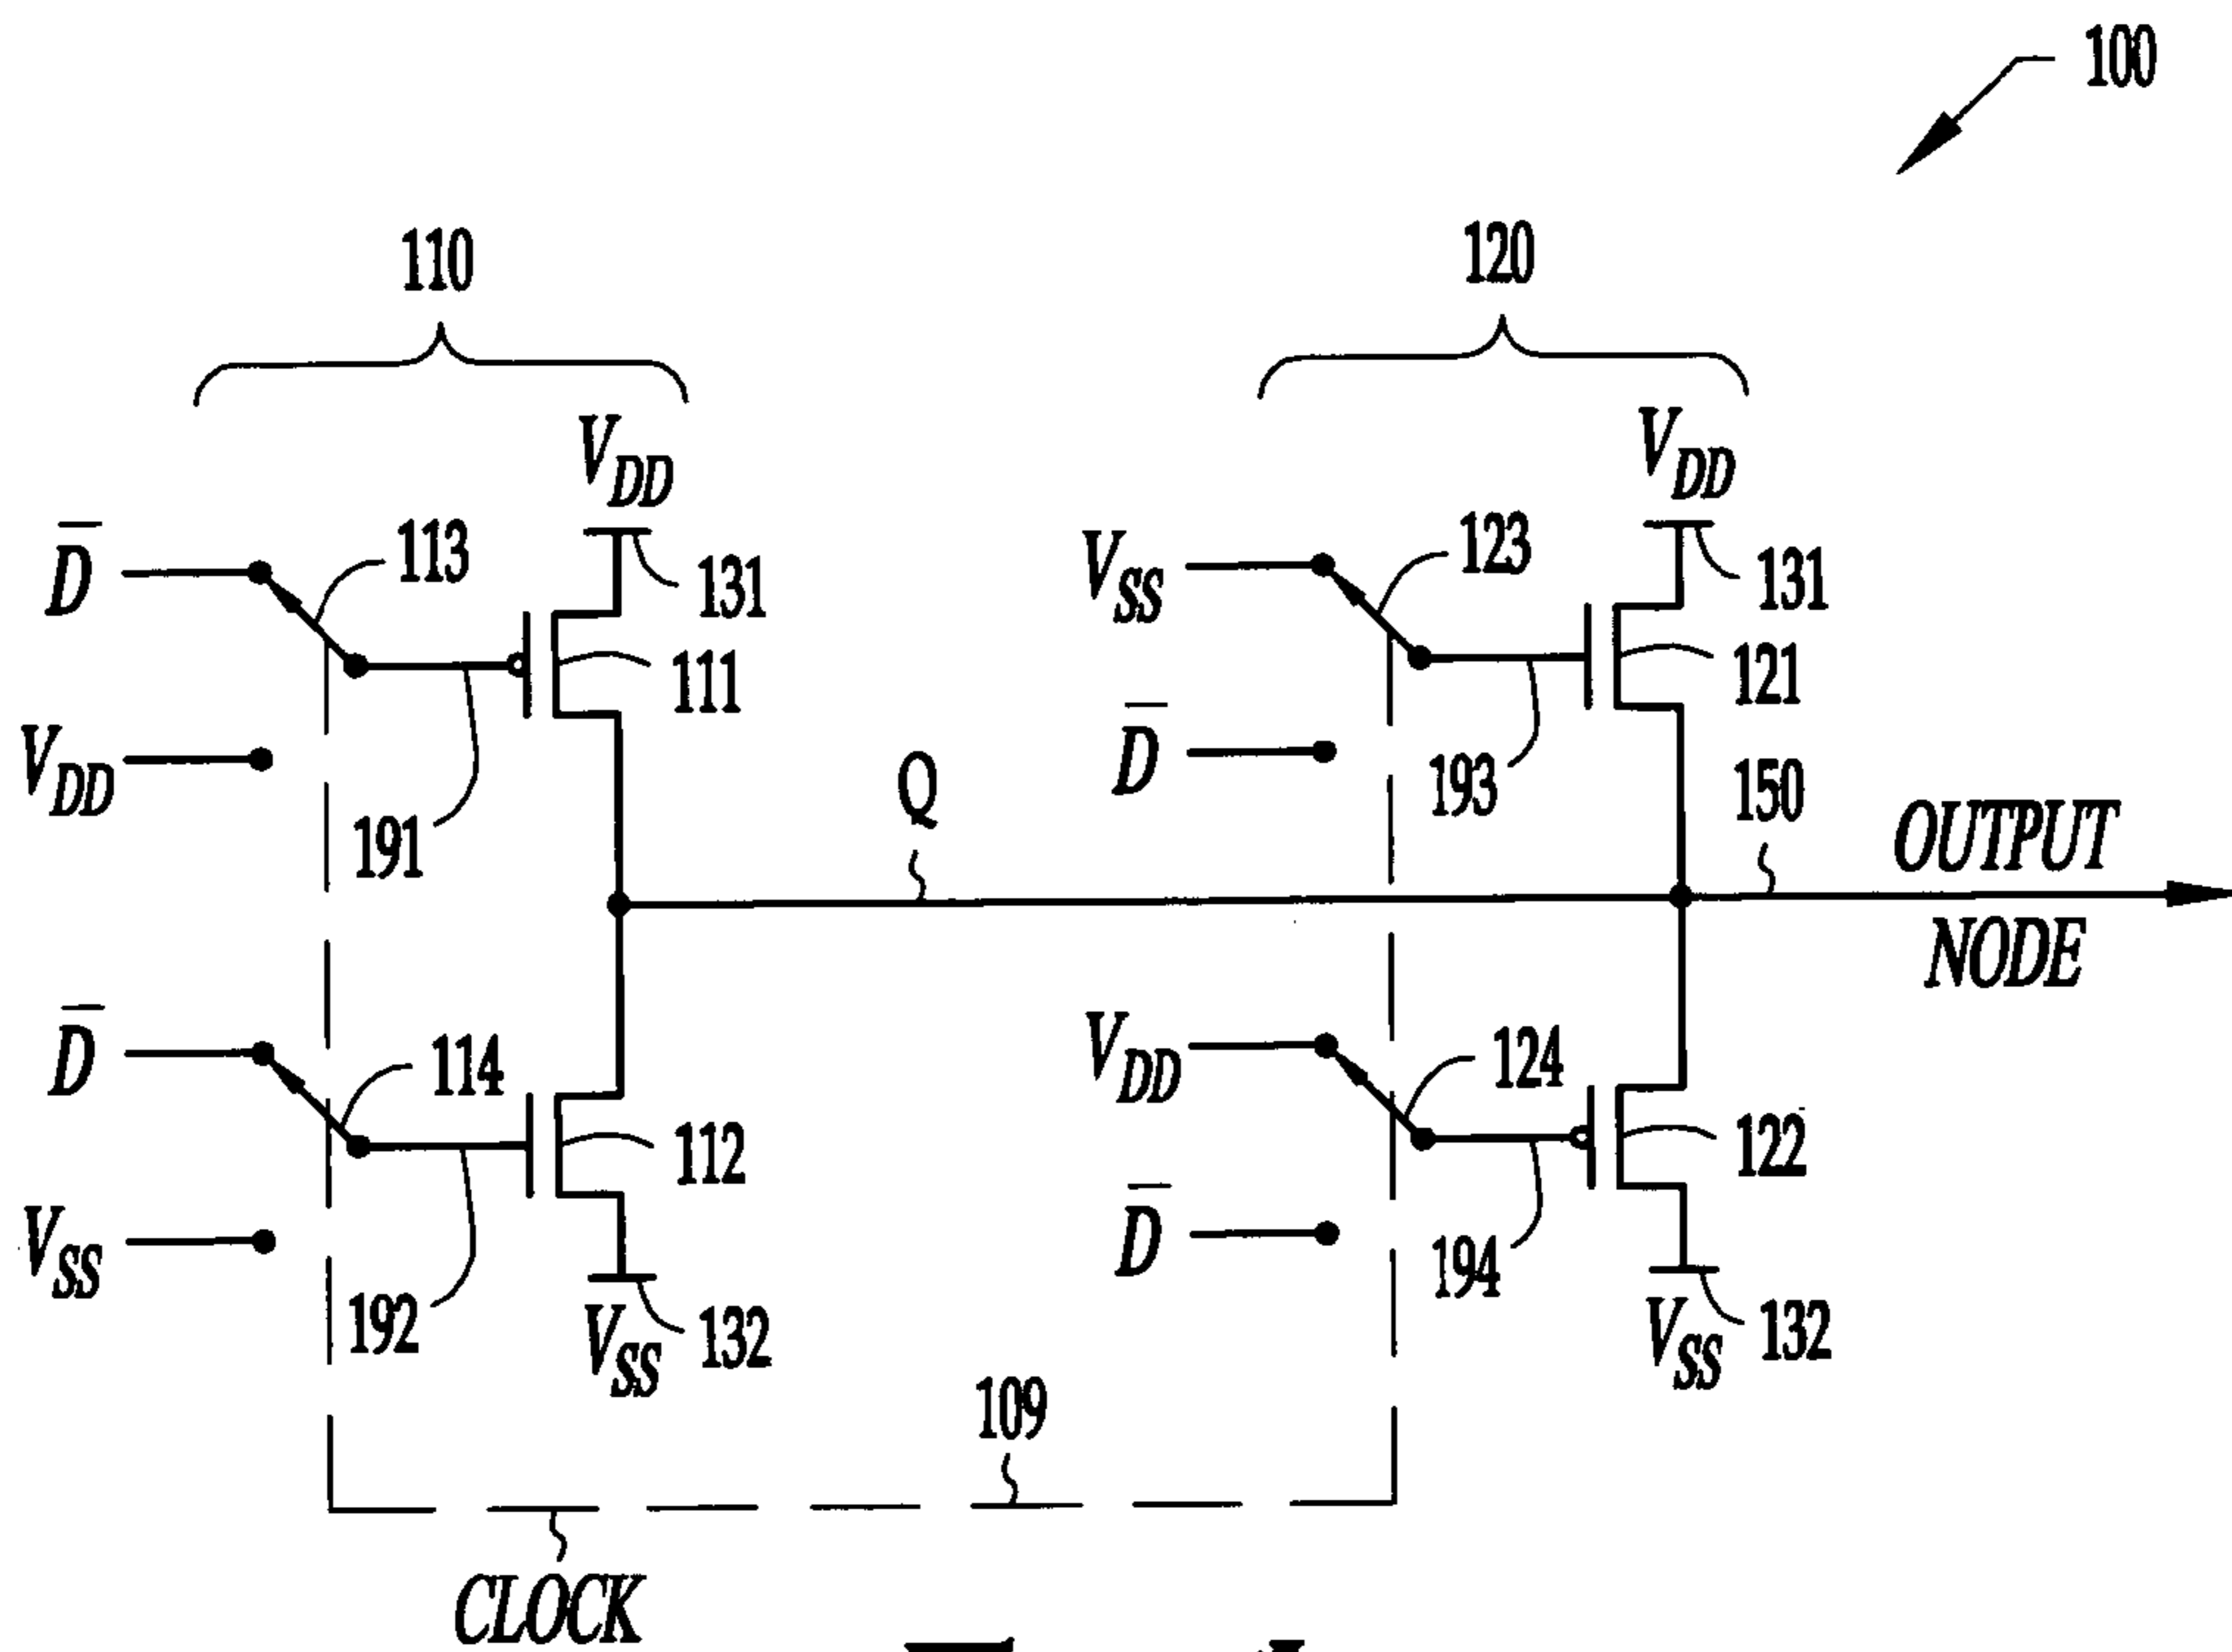 100
110
120
V_DD
V_DD
D̅
113
131
V_SS
123
131
111
121
V_DD
191
Q
D̅
193
150
OUTPUT
NODE
D̅
114
V_DD
124
112
122
V_SS
192
D̅
194
V_SS
132
V_SS
132
109
CLOCK